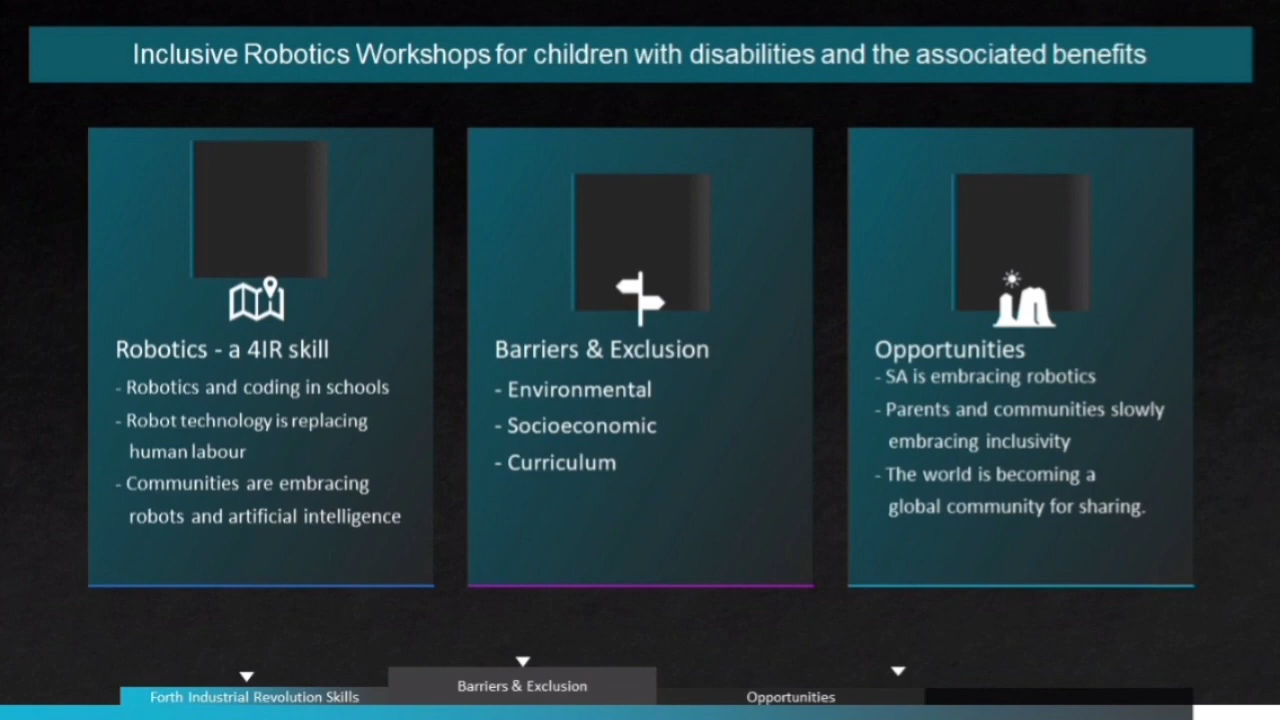 Inclusive Robotics Workshops for children with disabilities and the associated benefits
Robotics - a 4IR skill
- Robotics and coding in schools
- Robot technology is replacing
human labour
- Communities are embracing
robots and artificial intelligence
Barriers & Exclusion
- Environmental
- Socioeconomic
- Curriculum
Opportunities
- SA is embracing robotics
- Parents and communities slowly
embracing inclusivity
- The world is becoming a
global community for sharing.
Forth Industrial Revolution Skills
Barriers & Exclusion
Opportunities